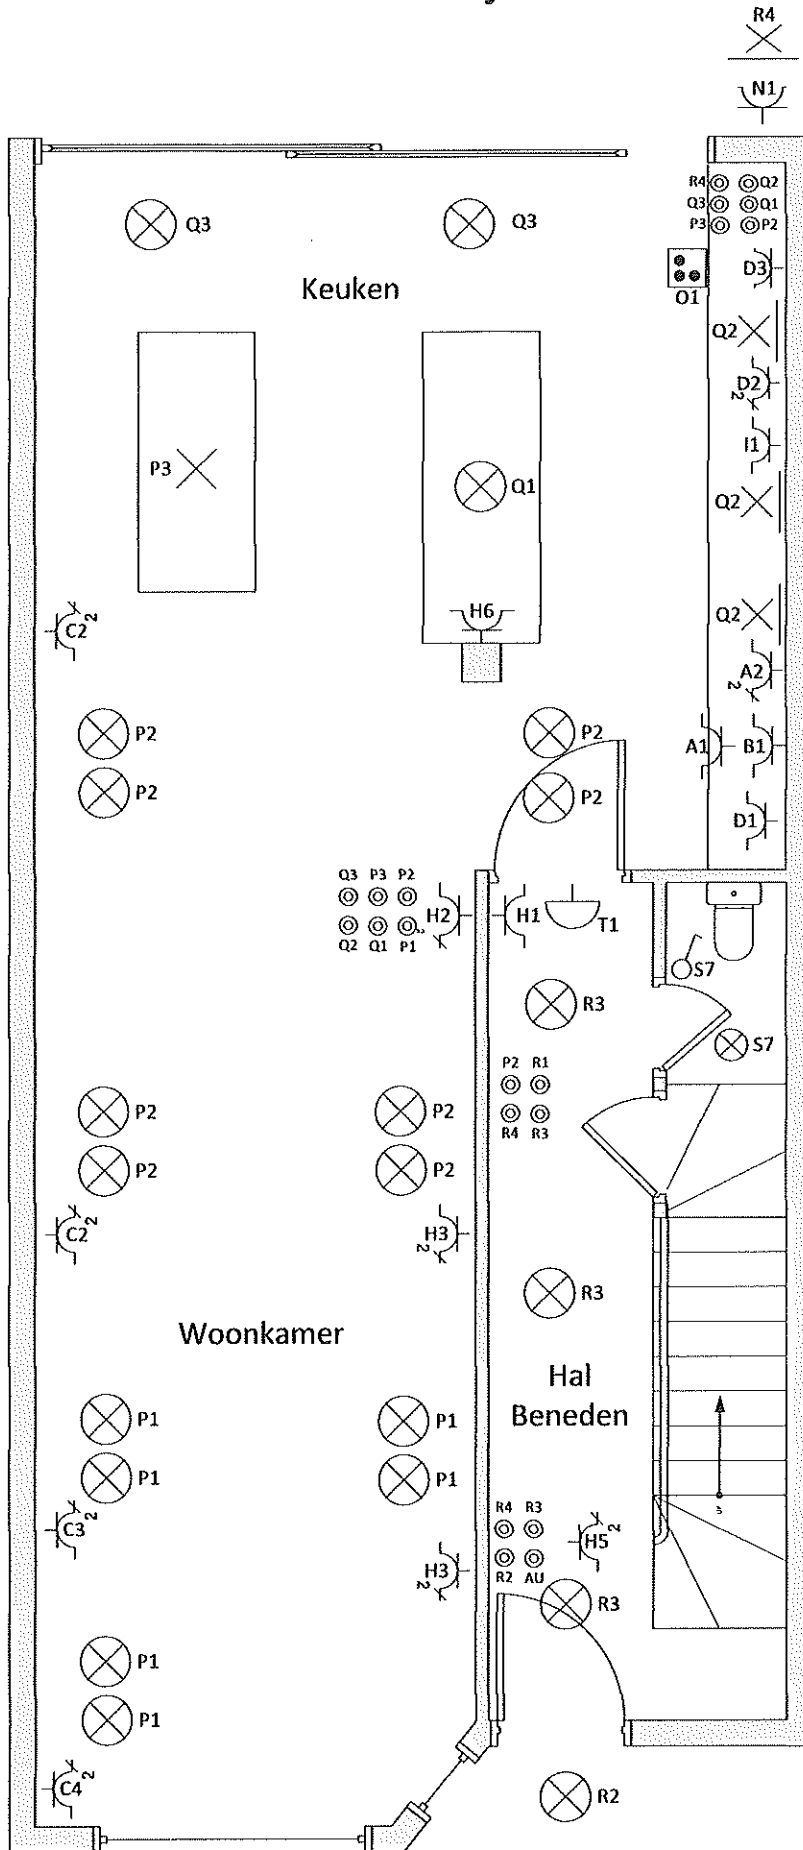 R4
N1
R4 Q2
Q3 Q1
P3 P2
Q3 Q3
D3
Keuken
O1
Q2
D2 2
I1
P3
Q1
Q2
H6
C2 2
Q2
A2 2
P2 P2
A1 B1
P2 P2
D1
Q3 P3 P2
H2 H1 T1
Q2 Q1 P1
S7
R3
S7
P2 R1
P2 P2
R4 R3
P2 P2
C2 2
H3 2
R3
Woonkamer
Hal
Beneden
P1 P1
P1 P1
R4 R3
C3 2
H5 2
H3 2
R2 AU
R3
P1
P1
C4 2
R2